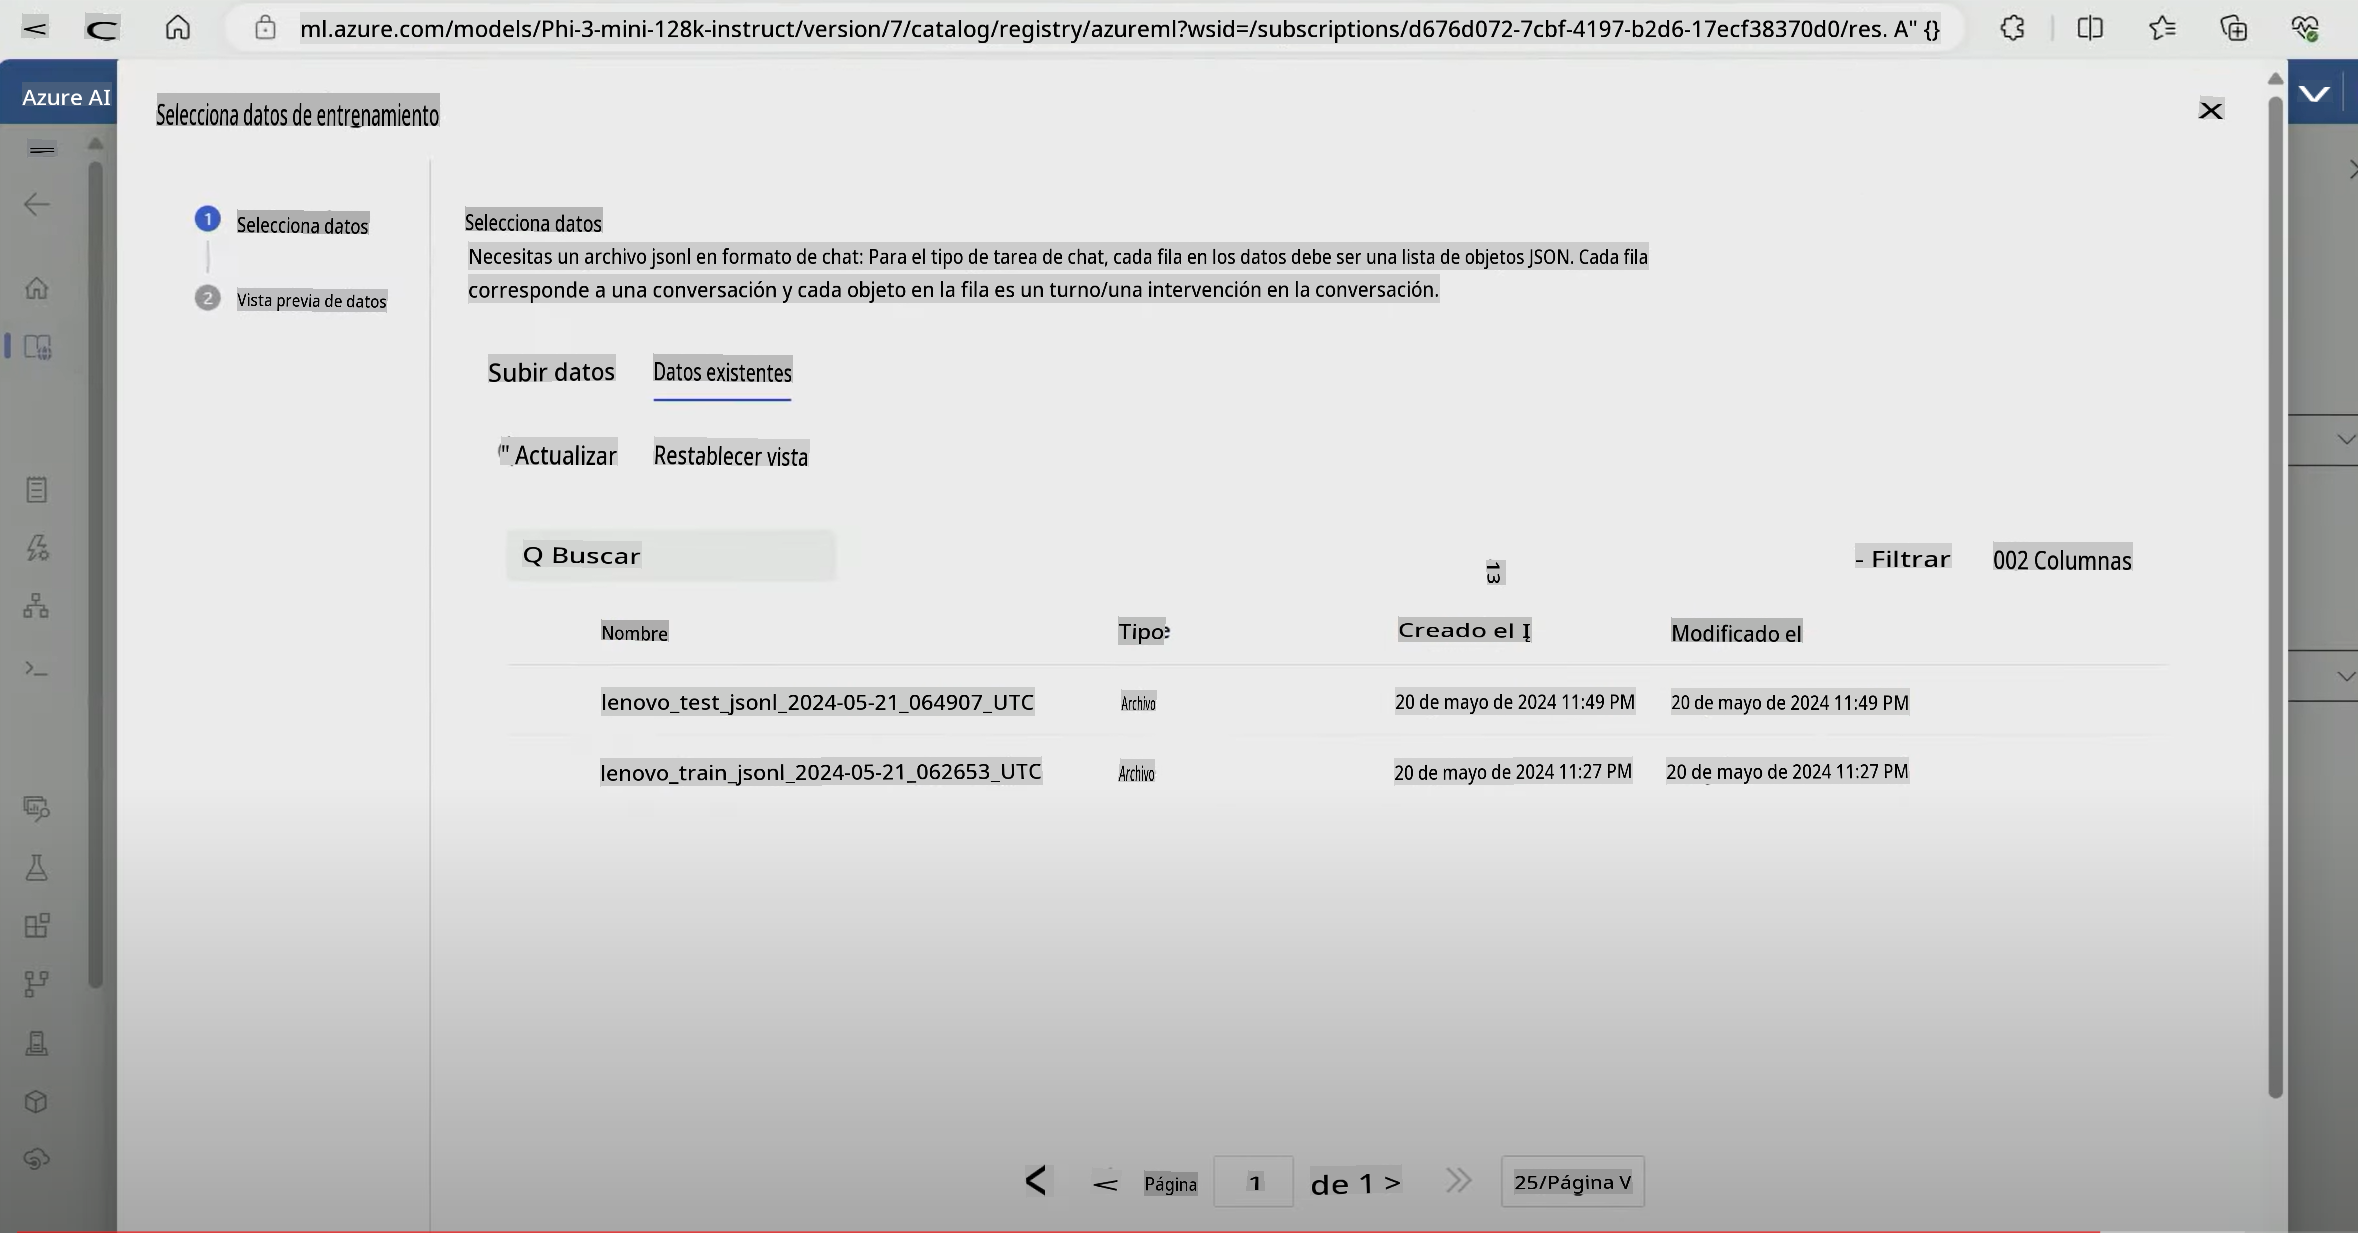 < C ml.azure.com/models/Phi-3-mini-128k-instruct/version/7/catalog/registry/azureml?wsid=/subscriptions/d676d072-7cbf-4197-b2d6-17ecf38370d0/res. A" {}
Azure AI
Selecciona datos de entrenamiento
X
1 Selecciona datos
2 Vista previa de datos
Selecciona datos
Necesitas un archivo jsonl en formato de chat: Para el tipo de tarea de chat, cada fila en los datos debe ser una lista de objetos JSON. Cada fila
corresponde a una conversación y cada objeto en la fila es un turno/una intervención en la conversación.
Subir datos Datos existentes
" Actualizar Restablecer vista
Q Buscar
13
- Filtrar 002 Columnas
Nombre Tipo Creado el I Modificado el
lenovo_test_jsonl_2024-05-21_064907_UTC Archivo 20 de mayo de 2024 11:49 PM 20 de mayo de 2024 11:49 PM
lenovo_train_jsonl_2024-05-21_062653_UTC Archivo 20 de mayo de 2024 11:27 PM 20 de mayo de 2024 11:27 PM
< < Página 1 de 1 > 25/Página V